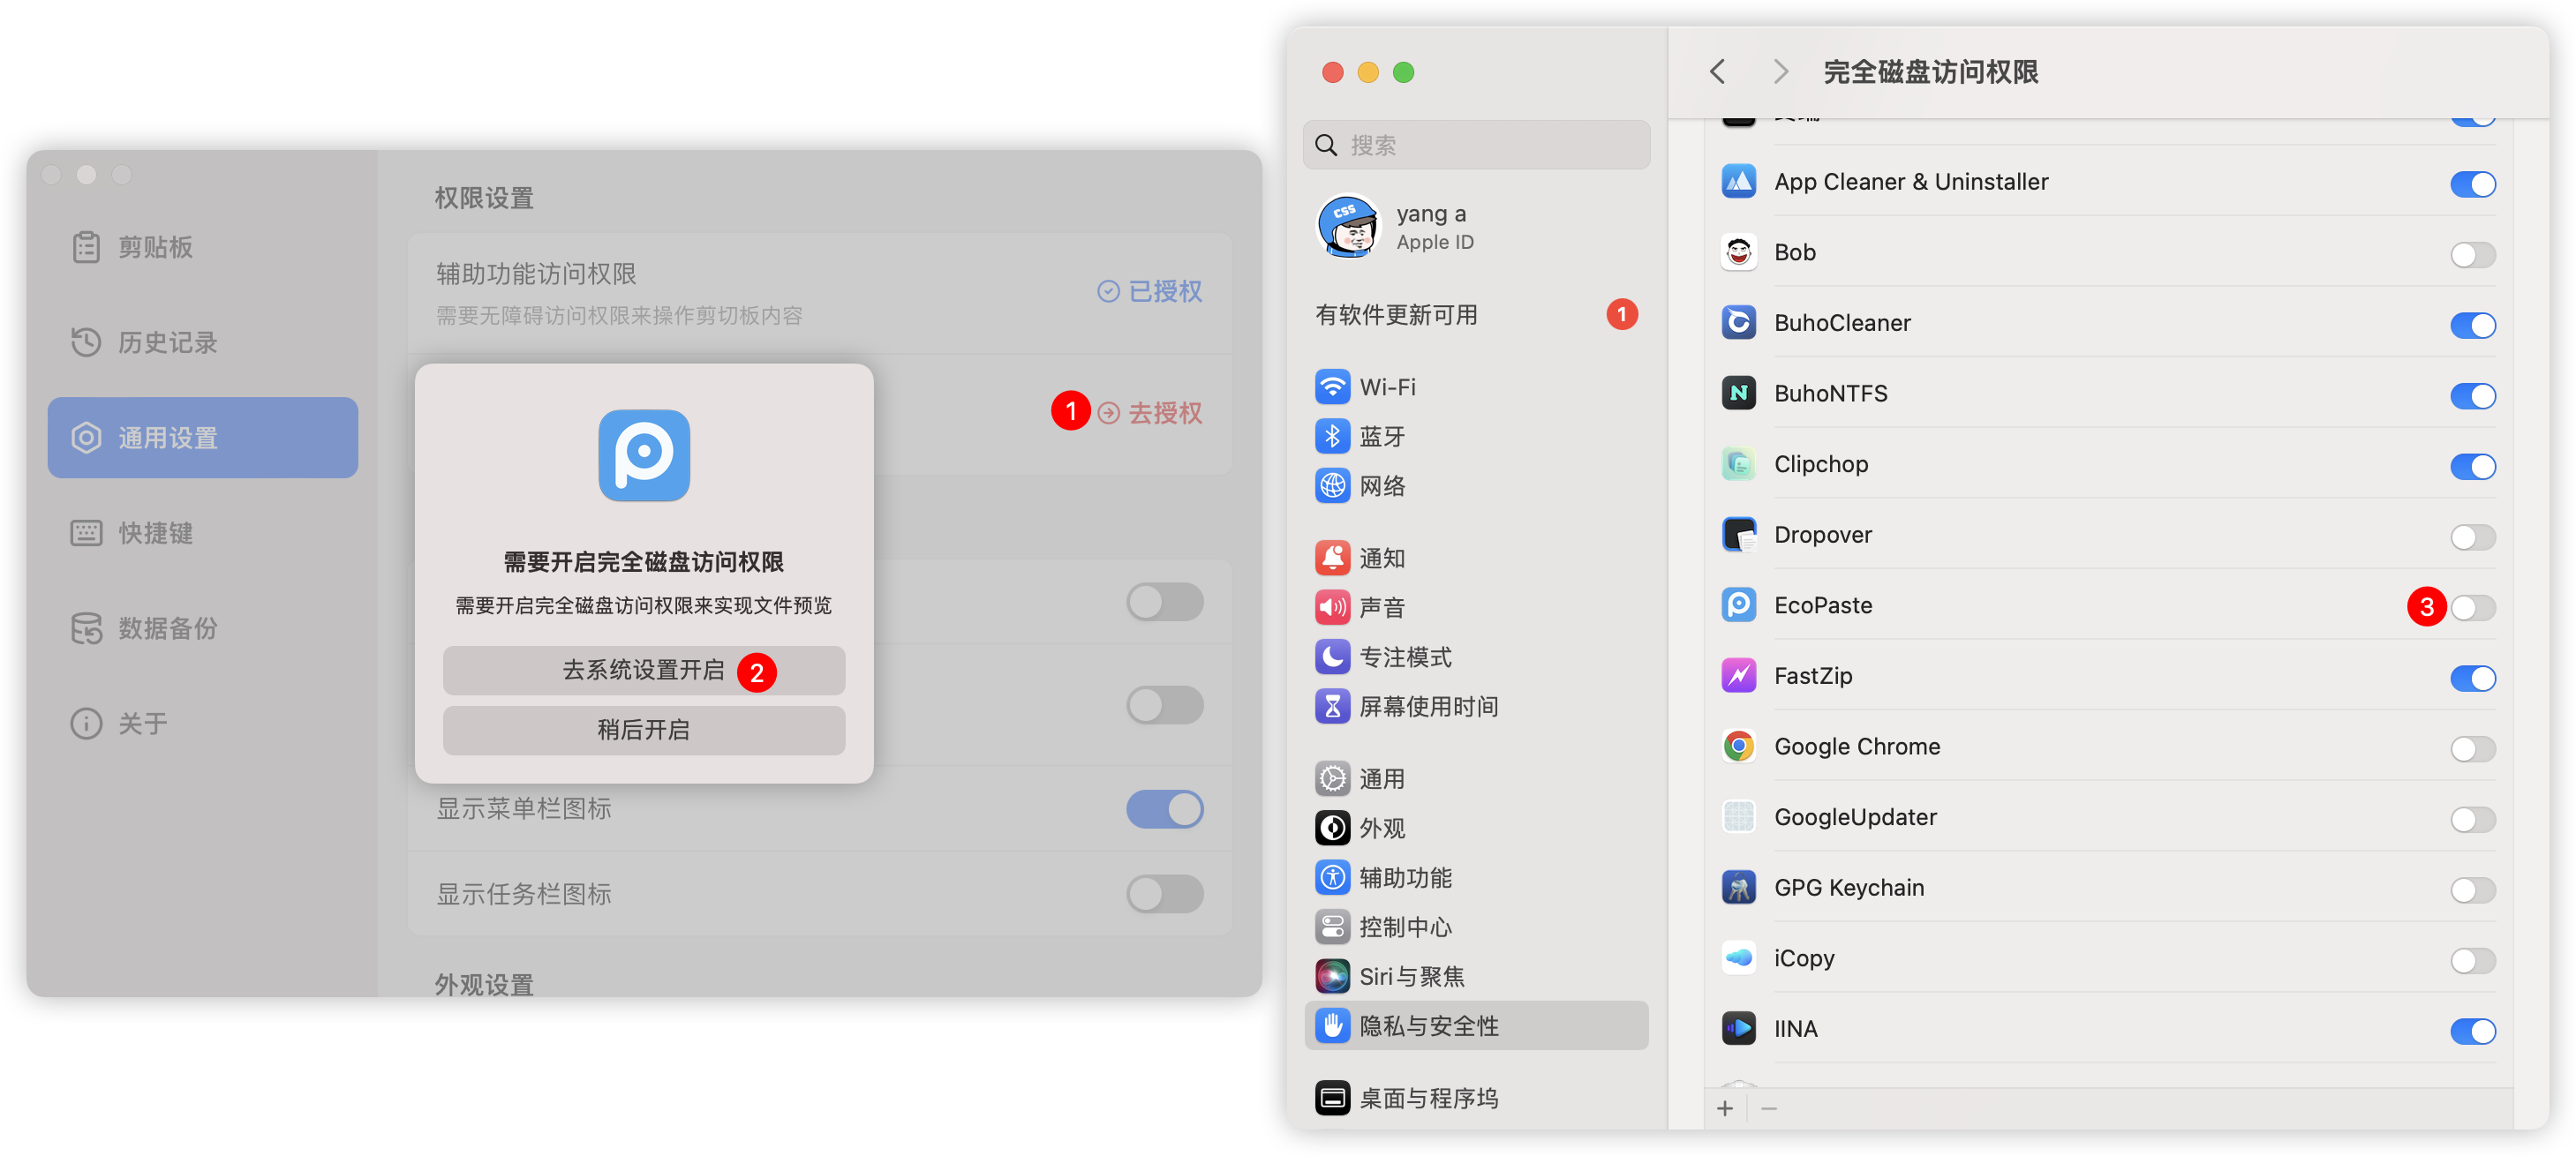 剪贴板
历史记录
通用设置
快捷键
数据备份
关于
权限设置
辅助功能访问权限
需要无障碍访问权限来操作剪切板内容
已授权
1
去授权
需要开启完全磁盘访问权限
需要开启完全磁盘访问权限来实现文件预览
去系统设置开启 2
稍后开启
显示菜单栏图标
显示任务栏图标
外观设置
搜索
CSS
yang a
Apple ID
有软件更新可用 1
Wi-Fi
蓝牙
网络
通知
声音
专注模式
屏幕使用时间
通用
外观
辅助功能
控制中心
Siri与聚焦
隐私与安全性
桌面与程序坞
完全磁盘访问权限
App Cleaner & Uninstaller
Bob
BuhoCleaner
BuhoNTFS
Clipchop
Dropover
EcoPaste 3
FastZip
Google Chrome
GoogleUpdater
GPG Keychain
iCopy
IINA